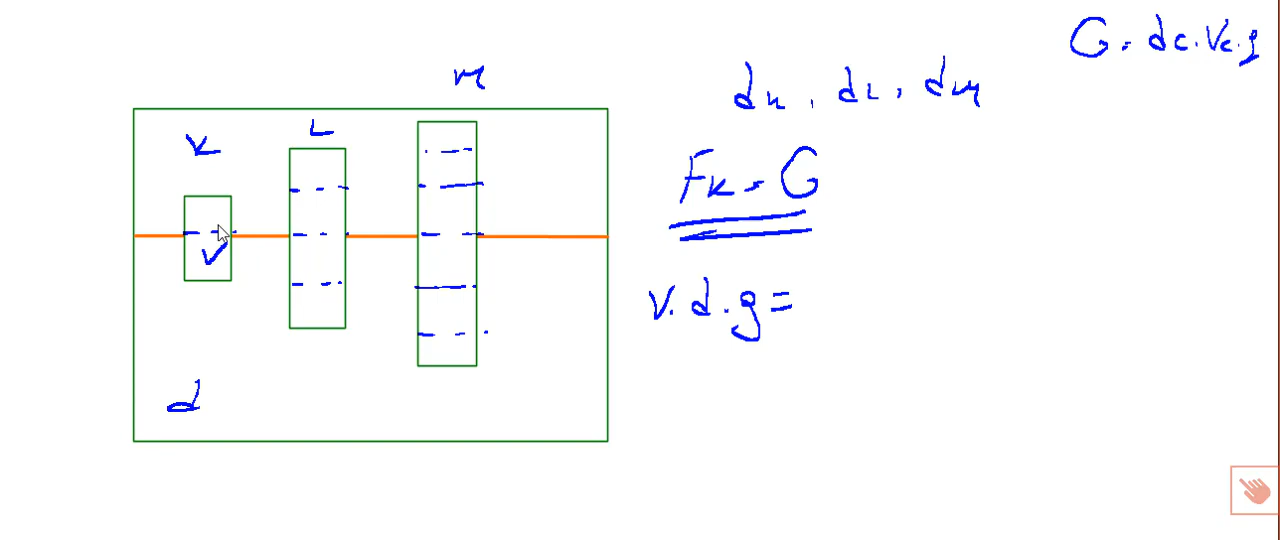 G = dc.Vc.g
M
dK, dL, dM
K
L
FK = G
V
V.d.g =
d